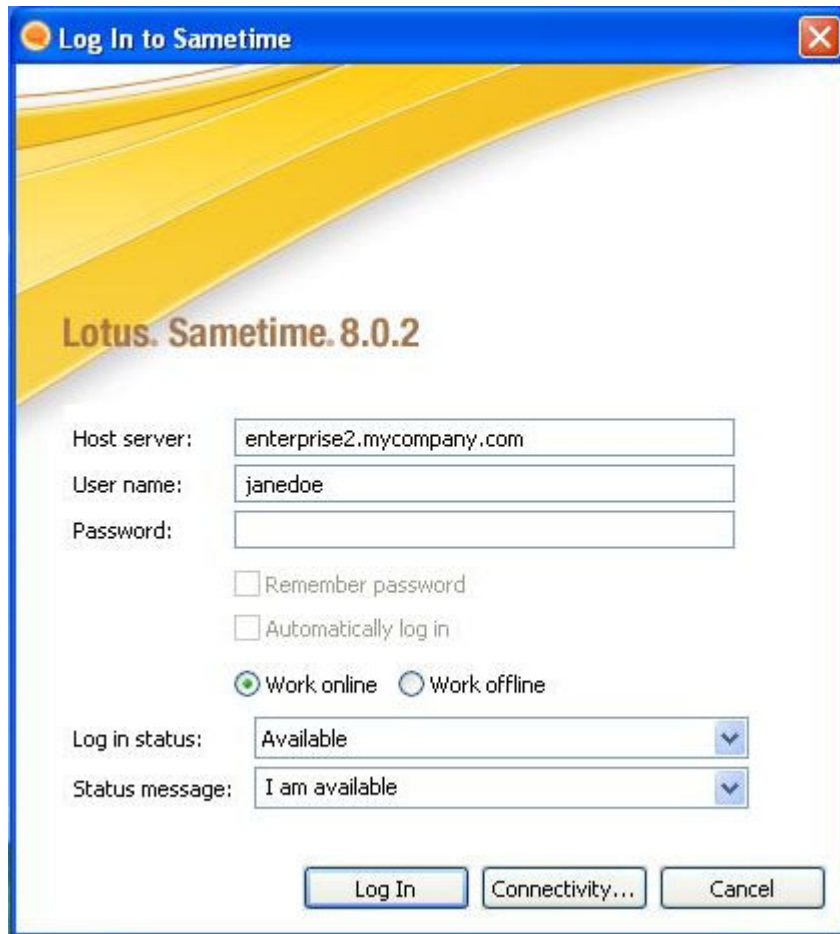 Log In to Sametime
Lotus. Sametime. 8.0.2
Host server: enterprise2.mycompany.com
User name: janedoe
Password:
Remember password
Automatically log in
Work online Work offline
Log in status: Available
Status message: I am available
Log In Connectivity... Cancel